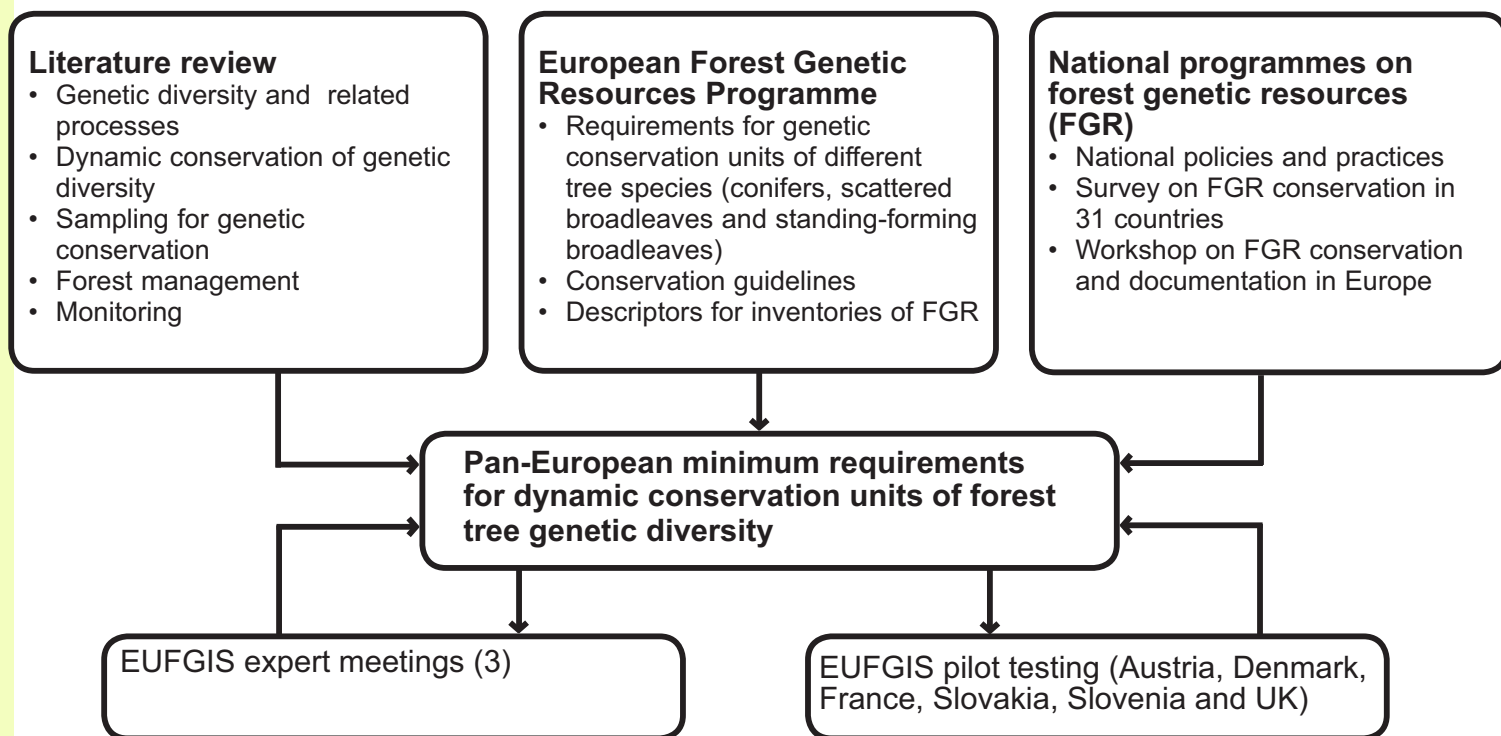 Literature review
• Genetic diversity and related
processes
• Dynamic conservation of genetic
diversity
• Sampling for genetic
conservation
• Forest management
• Monitoring
European Forest Genetic
Resources Programme
• Requirements for genetic
conservation units of different
tree species (conifers, scattered
broadleaves and standing-forming
broadleaves)
• Conservation guidelines
• Descriptors for inventories of FGR
National programmes on
forest genetic resources
(FGR)
• National policies and practices
• Survey on FGR conservation in
31 countries
• Workshop on FGR conservation
and documentation in Europe
Pan-European minimum requirements
for dynamic conservation units of forest
tree genetic diversity
EUFGIS expert meetings (3)
EUFGIS pilot testing (Austria, Denmark,
France, Slovakia, Slovenia and UK)